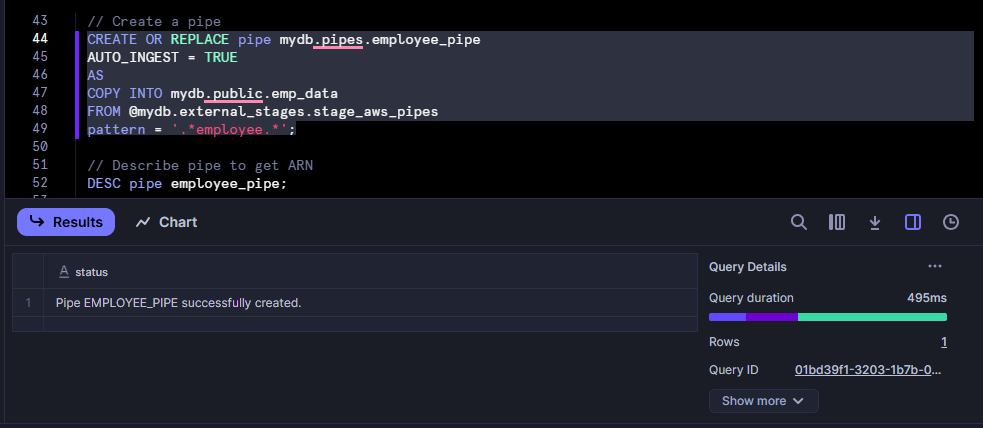 43 // Create a pipe
44 CREATE OR REPLACE pipe mydb.pipes.employee_pipe
45 AUTO_INGEST = TRUE
46 AS
47 COPY INTO mydb.public.emp_data
48 FROM @mydb.external_stages.stage_aws_pipes
49 pattern = '.*employee.*';
50
51 // Describe pipe to get ARN
52 DESC pipe employee_pipe;
Results Chart
A status
1 Pipe EMPLOYEE_PIPE successfully created.
Query Details ...
Query duration 495ms
Rows 1
Query ID 01bd39f1-3203-1b7b-0...
Show more